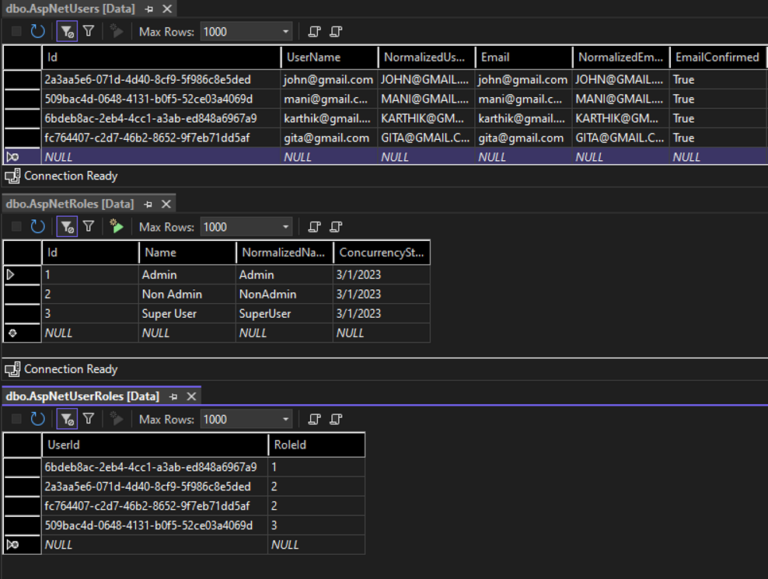 dbo.AspNetUsers [Data]
Max Rows: 1000
Id UserName NormalizedUs... Email NormalizedEm... EmailConfirmed
2a3aa5e6-071d-4d40-8cf9-5f986c8e5ded john@gmail.com JOHN@GMAIL.... john@gmail.com JOHN@GMAIL.... True
509bac4d-0648-4131-b0f5-52ce03a4069d mani@gmail.c... MANI@GMAIL.... mani@gmail.c... MANI@GMAIL.... True
6bdeb8ac-2eb4-4cc1-a3ab-ed848a6967a9 karthik@gmail.... KARTHIK@GM... karthik@gmail.... KARTHIK@GM... True
fc764407-c2d7-46b2-8652-9f7eb71dd5af gita@gmail.com GITA@GMAIL.C... gita@gmail.com GITA@GMAIL.C... True
NULL NULL NULL NULL NULL NULL
Connection Ready
dbo.AspNetRoles [Data]
Max Rows: 1000
Id Name NormalizedNa... ConcurrencySt...
1 Admin Admin 3/1/2023
2 Non Admin NonAdmin 3/1/2023
3 Super User SuperUser 3/1/2023
NULL NULL NULL NULL
Connection Ready
dbo.AspNetUserRoles [Data]
Max Rows: 1000
UserId RoleId
6bdeb8ac-2eb4-4cc1-a3ab-ed848a6967a9 1
2a3aa5e6-071d-4d40-8cf9-5f986c8e5ded 2
fc764407-c2d7-46b2-8652-9f7eb71dd5af 2
509bac4d-0648-4131-b0f5-52ce03a4069d 3
NULL NULL